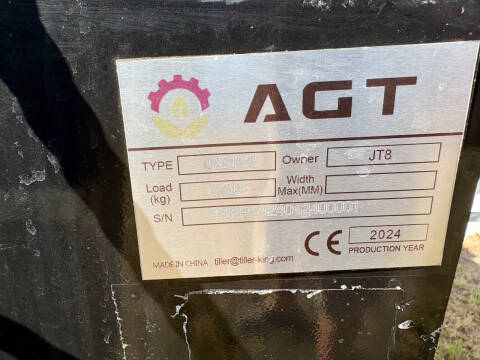 AGT
TYPE Owner JT8
Load (kg) Width Max(MM)
S/N
CE 2024
PRODUCTION YEAR
MADE IN CHINA tiller@tiller-king.com